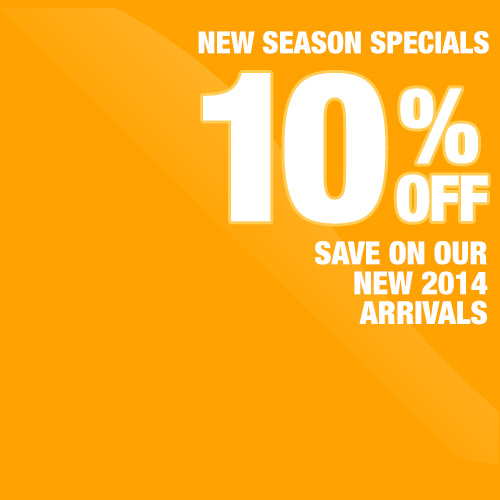 NEW SEASON SPECIALS
10% OFF
SAVE ON OUR
NEW 2014
ARRIVALS